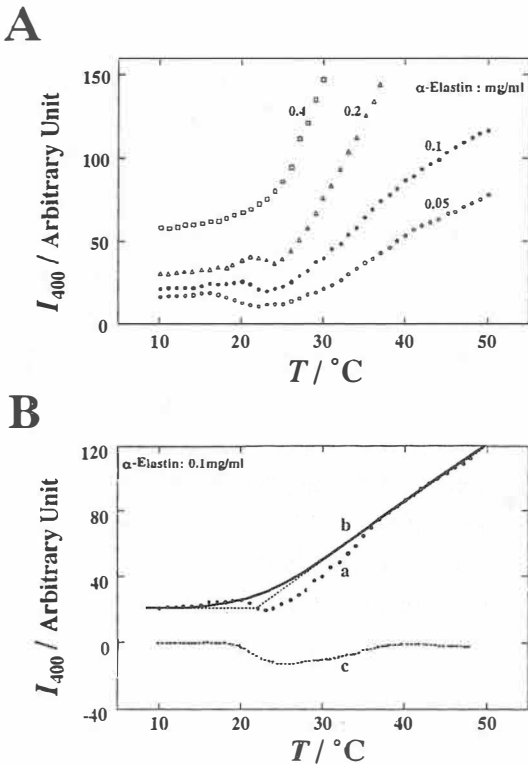 A
150
100
50
0
I400 / Arbitrary Unit
α-Elastin : mg/ml
0.4
0.2
0.1
0.05
10 20 30 40 50
T / °C
B
120
80
40
0
-40
I400 / Arbitrary Unit
α-Elastin: 0.1mg/ml
b
a
c
10 20 30 40 50
T / °C